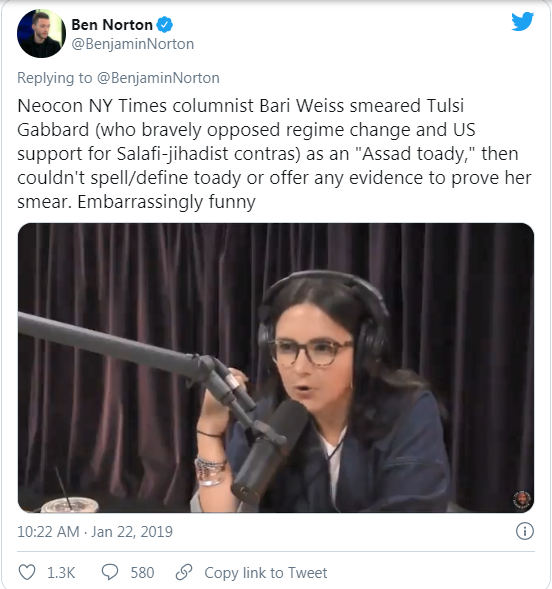 Ben Norton
@BenjaminNorton
Replying to @BenjaminNorton
Neocon NY Times columnist Bari Weiss smeared Tulsi
Gabbard (who bravely opposed regime change and US
support for Salafi-jihadist contras) as an "Assad toady," then
couldn't spell/define toady or offer any evidence to prove her
smear. Embarrassingly funny
10:22 AM · Jan 22, 2019
1.3K 580 Copy link to Tweet